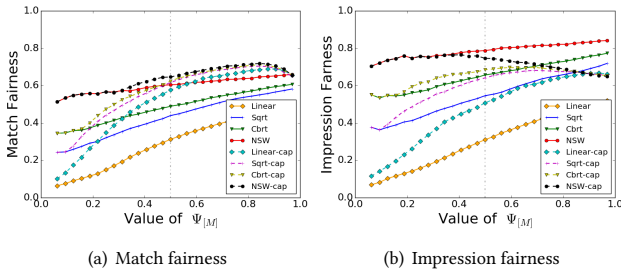 1.0
0.8
0.6
0.4
0.2
0.0
0.0 0.2 0.4 0.6 0.8 1.0
Match Fairness
Value of Ψ[M]
Linear
Sqrt
Cbrt
NSW
Linear-cap
Sqrt-cap
Cbrt-cap
NSW-cap
(a) Match fairness
1.0
0.8
0.6
0.4
0.2
0.0
0.0 0.2 0.4 0.6 0.8 1.0
Impression Fairness
Value of Ψ[M]
Linear
Sqrt
Cbrt
NSW
Linear-cap
Sqrt-cap
Cbrt-cap
NSW-cap
(b) Impression fairness